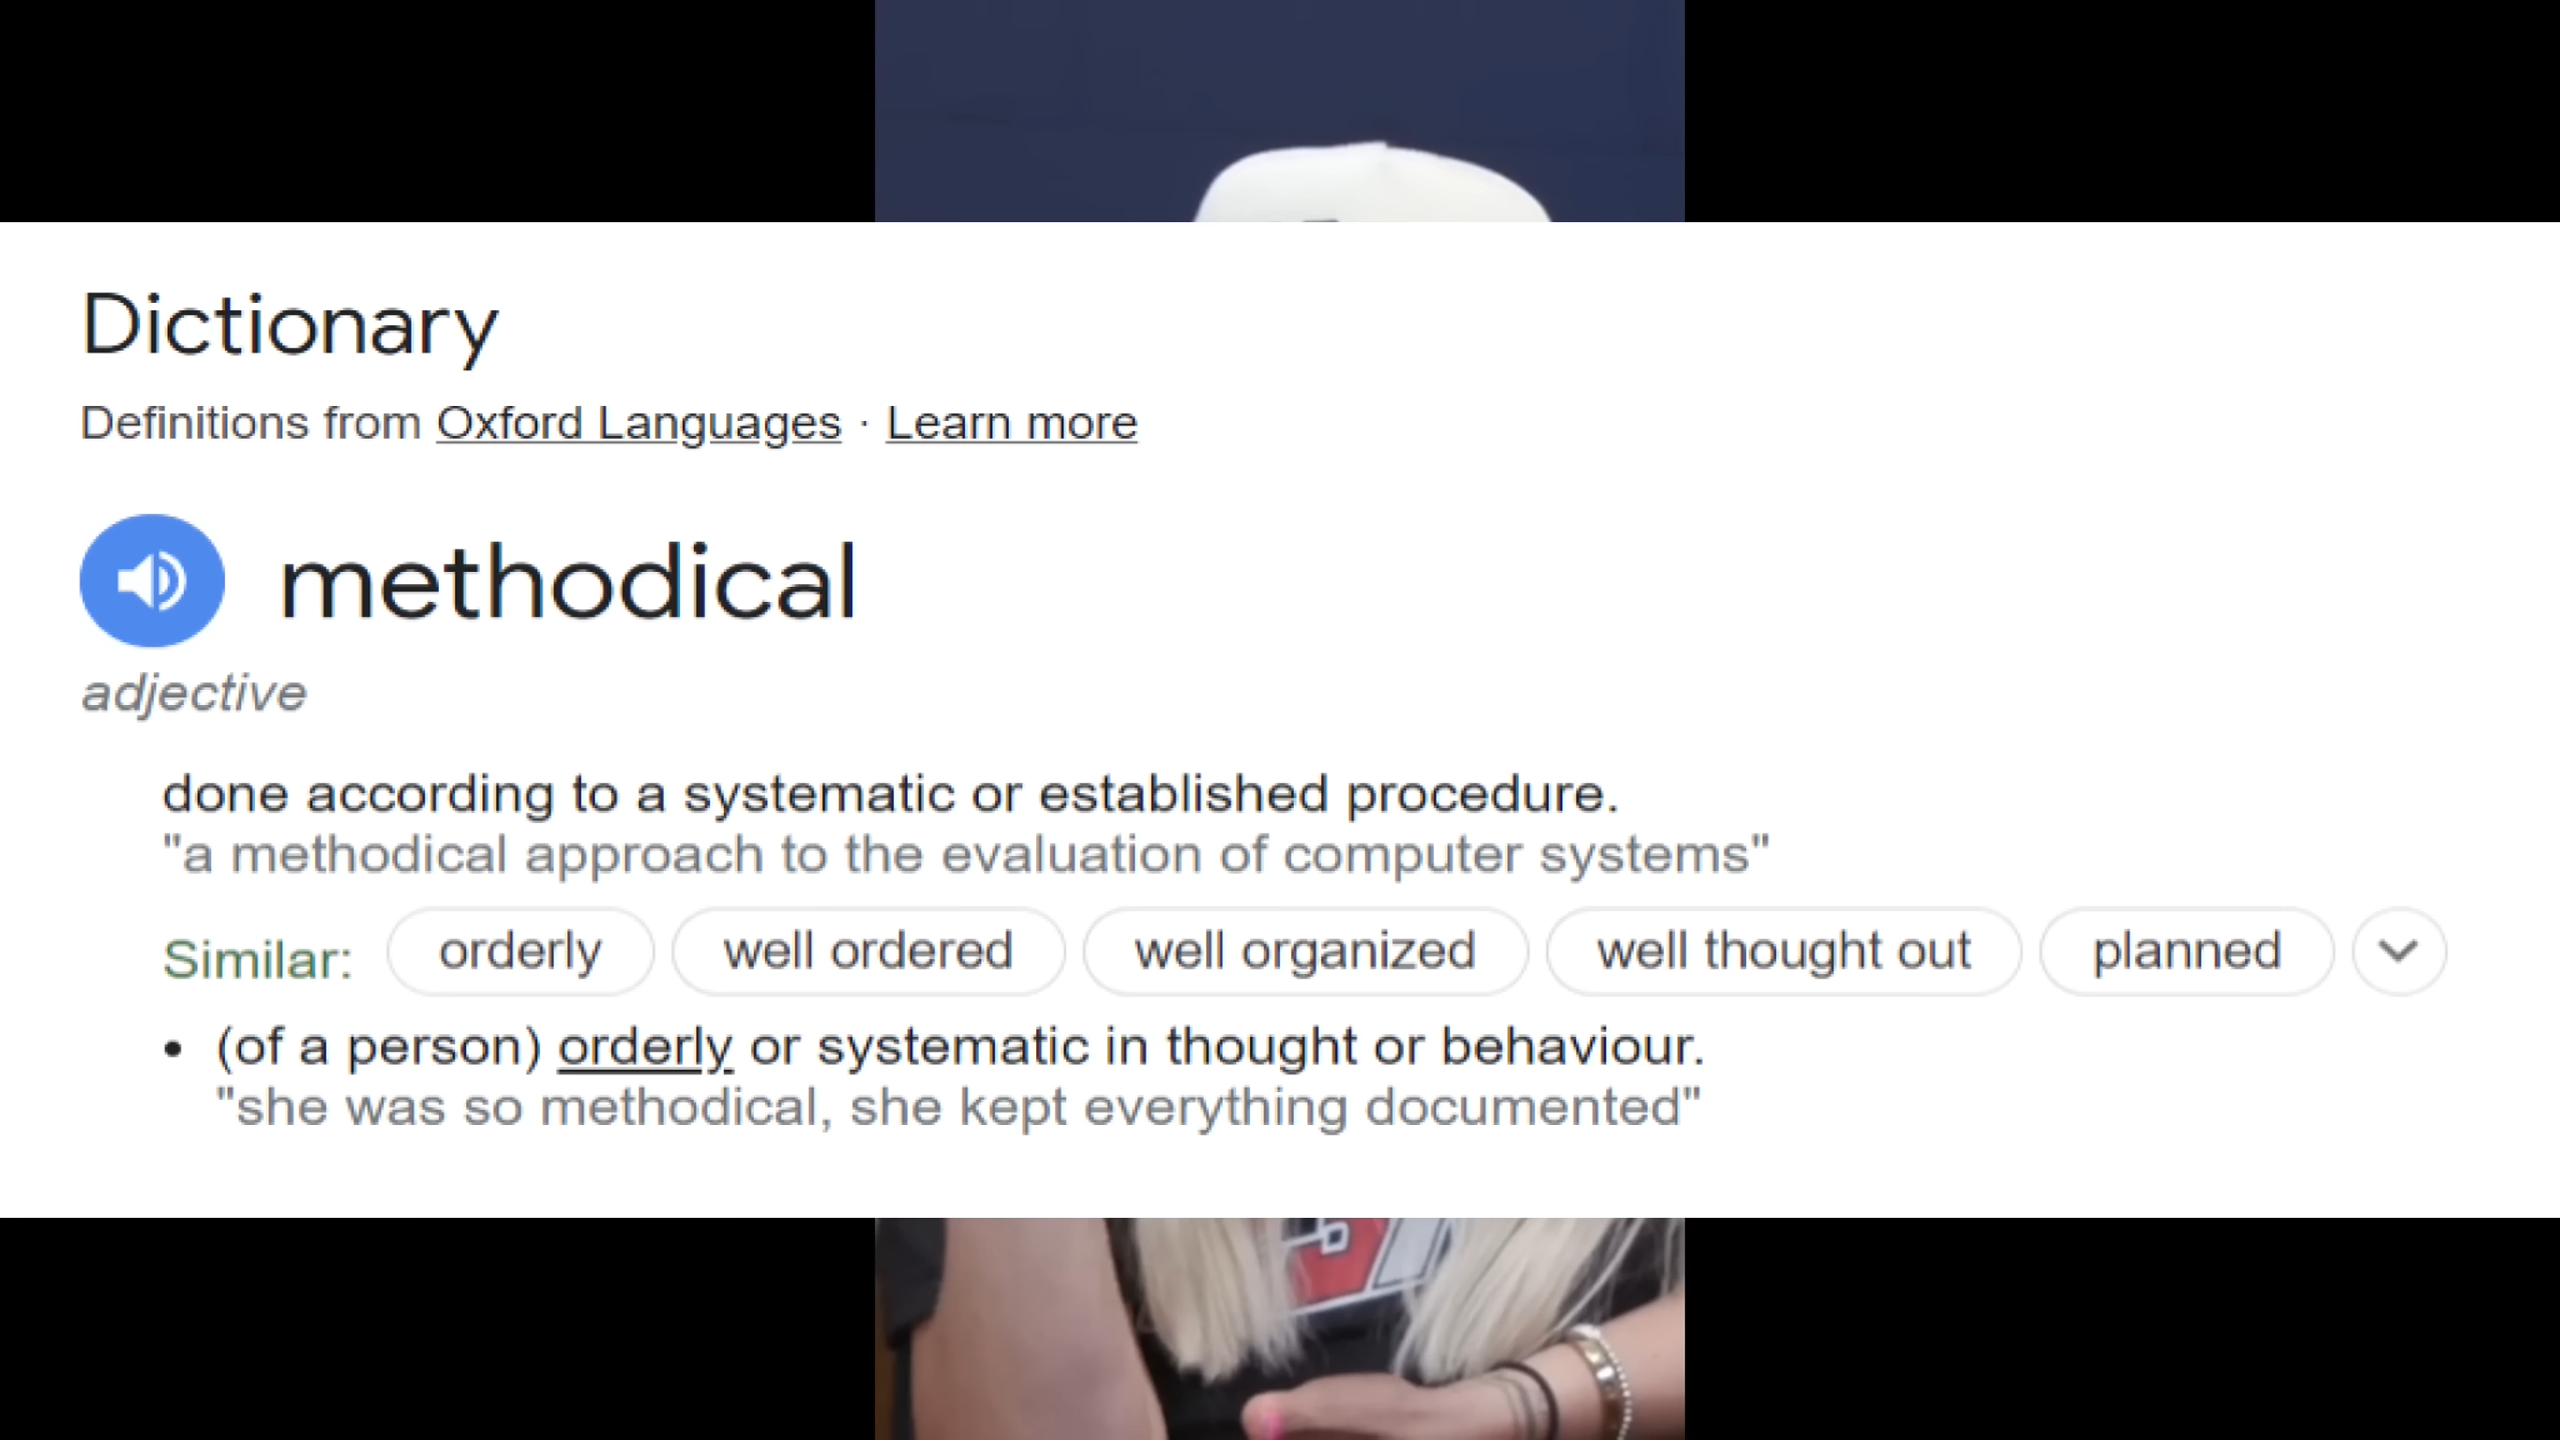 Dictionary
Definitions from Oxford Languages · Learn more
methodical
adjective
done according to a systematic or established procedure.
"a methodical approach to the evaluation of computer systems"
Similar: orderly well ordered well organized well thought out planned
• (of a person) orderly or systematic in thought or behaviour.
"she was so methodical, she kept everything documented"